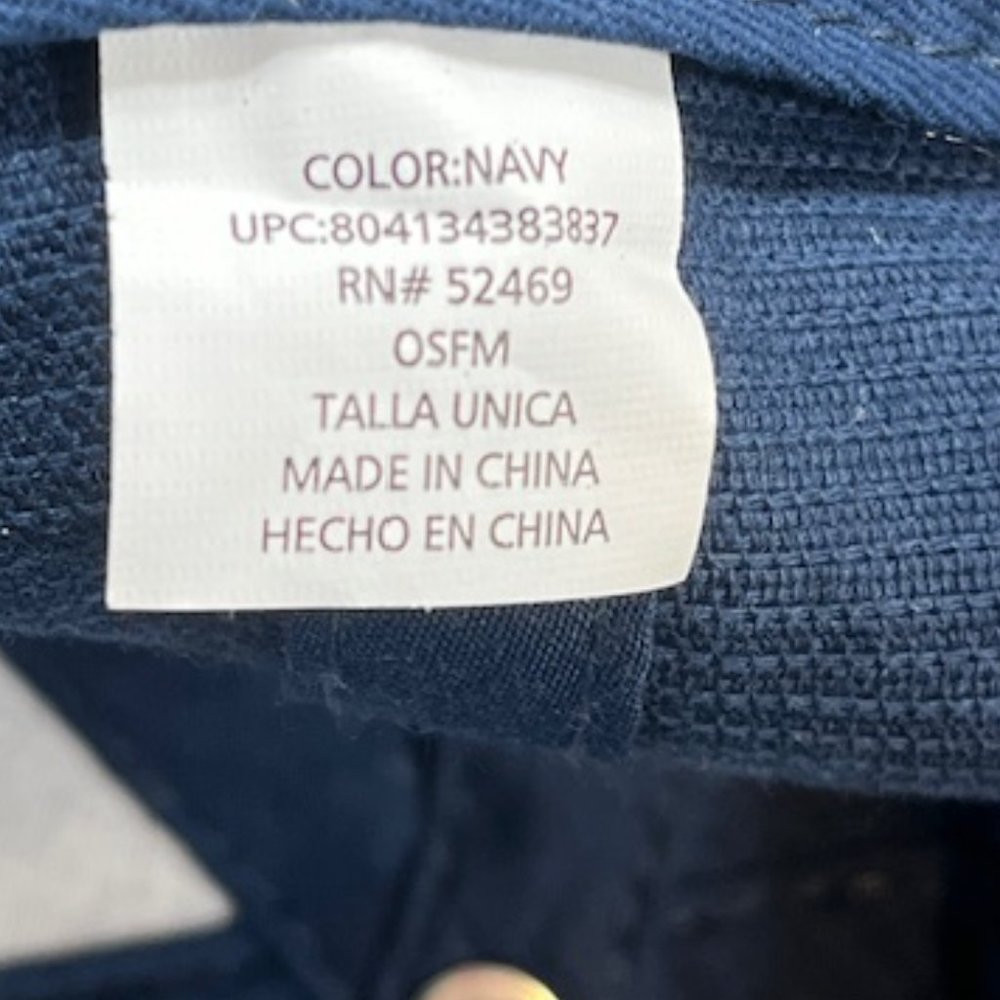 COLOR:NAVY
UPC:804134383837
RN# 52469
OSFM
TALLA UNICA
MADE IN CHINA
HECHO EN CHINA